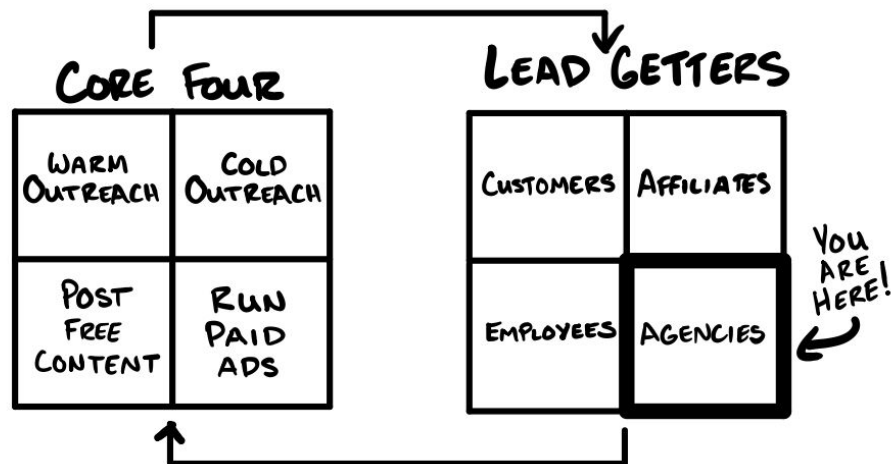 CORE FOUR
WARM
OUTREACH
COLD
OUTREACH
POST
FREE
CONTENT
RUN
PAID
ADS
LEAD GETTERS
CUSTOMERS
AFFILIATES
EMPLOYEES
AGENCIES
YOU
ARE
HERE!